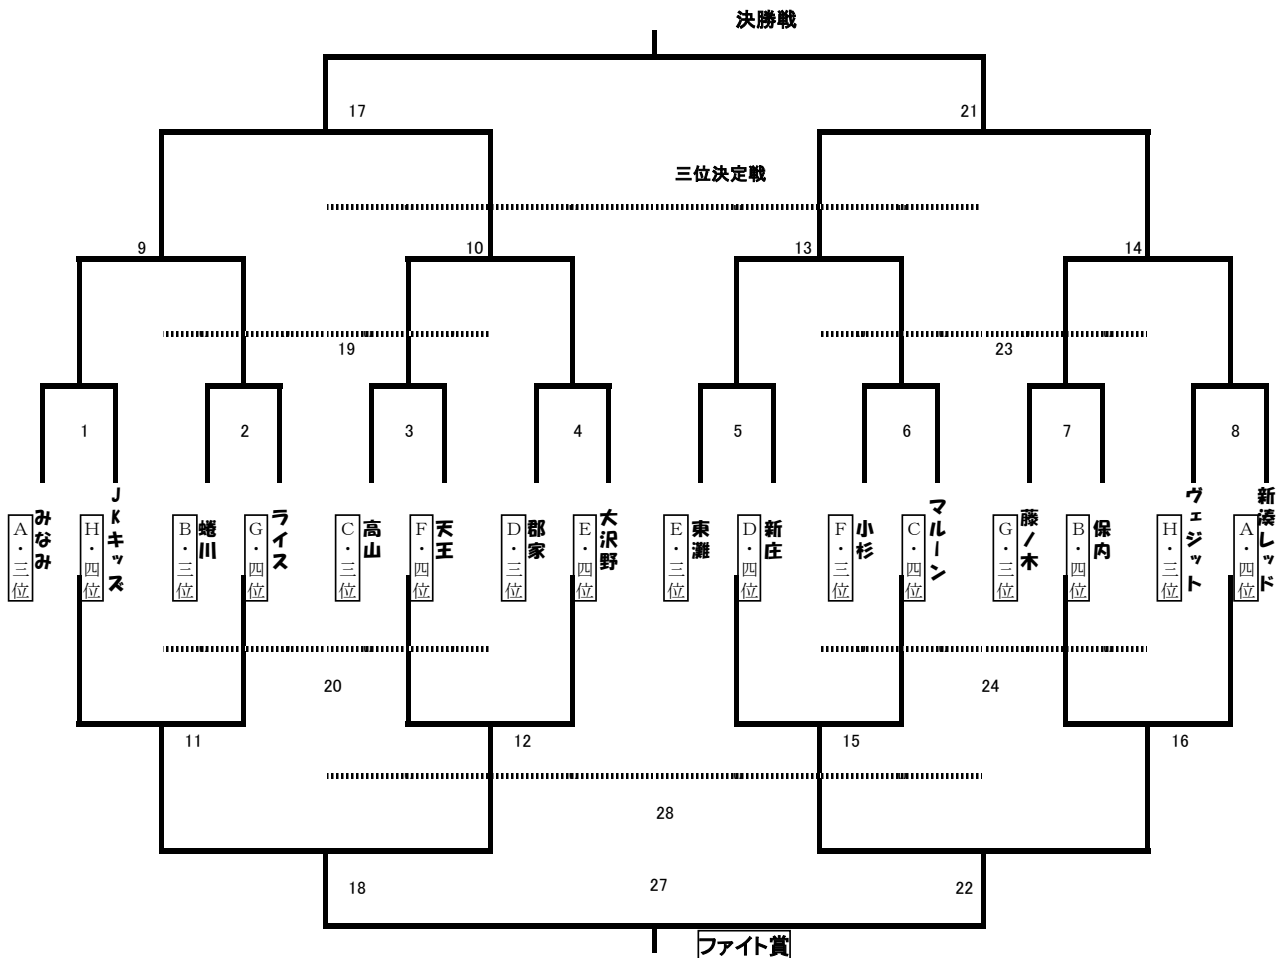 決勝戦
17
21
三位決定戦
9
10
13
14
19
23
1
2
3
4
5
6
7
8
A・三位
みなみ
H・四位
JKキッズ
B・三位
蜷川
G・四位
ライス
C・三位
高山
F・四位
天王
D・三位
郡家
E・四位
大沢野
E・三位
東灘
D・四位
新庄
F・三位
小杉
C・四位
マルーン
G・三位
藤ノ木
B・四位
保内
H・三位
ヴェジット
A・四位
新湊レッド
20
24
11
12
15
16
28
18
27
22
ファイト賞